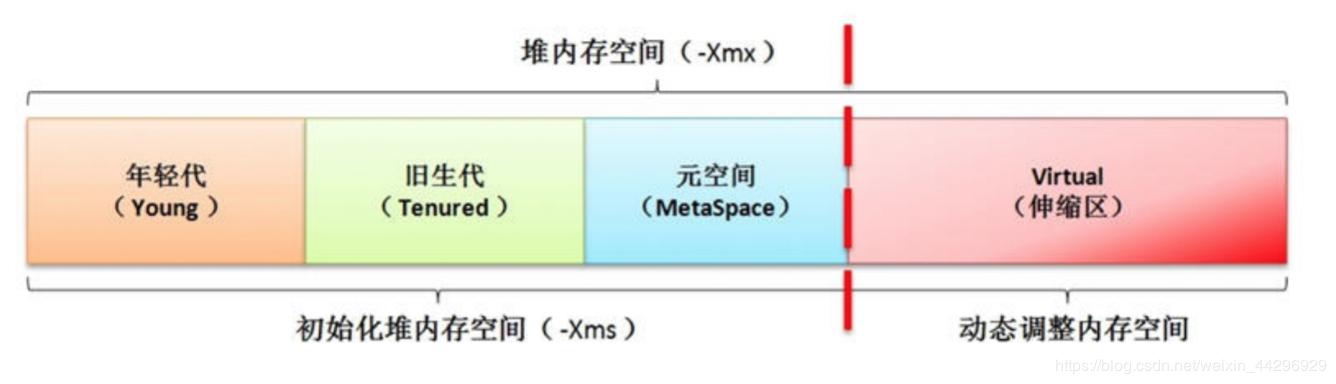 堆内存空间（-Xmx）
年轻代
（Young）
旧生代
（Tenured）
元空间
（MetaSpace）
Virtual
（伸缩区）
初始化堆内存空间（-Xms）
动态调整内存空间
https://blog.csdn.net/weixin_44296929